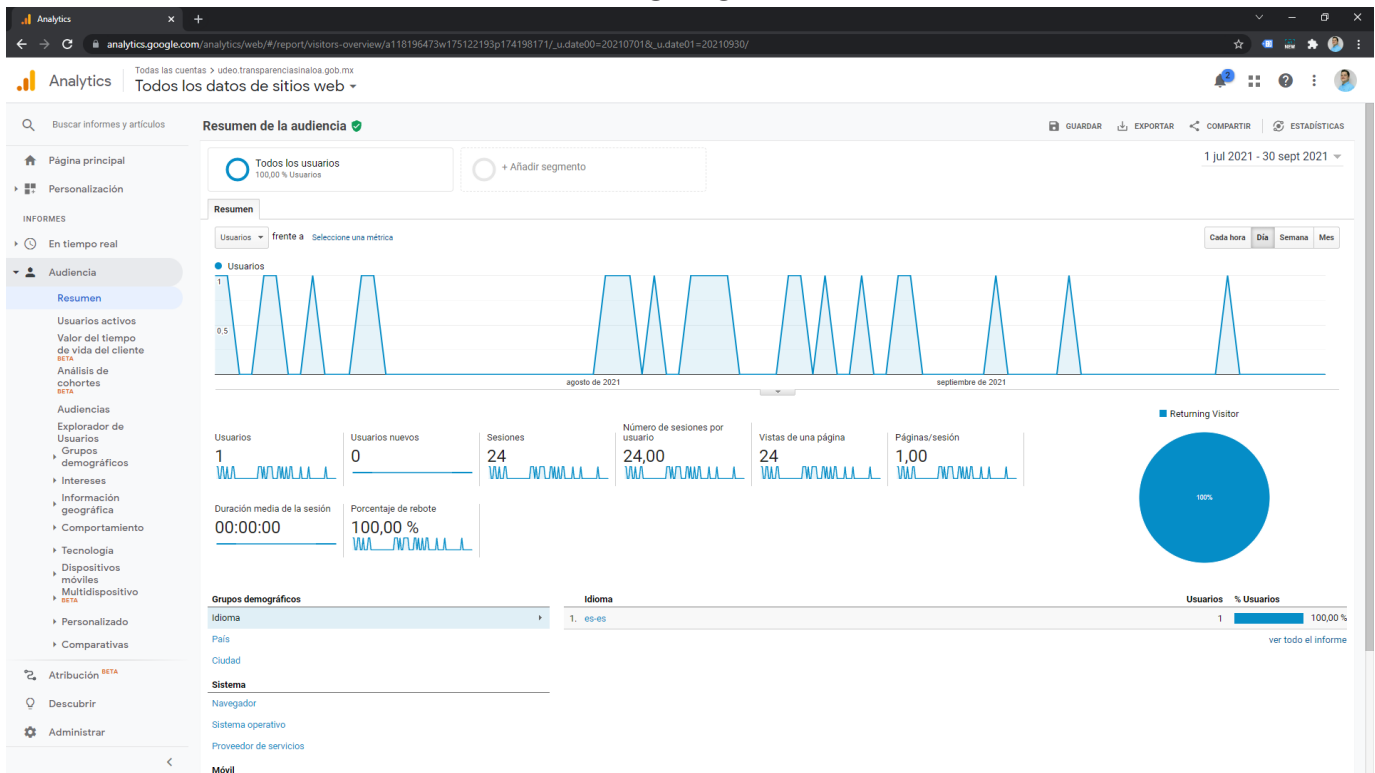 Analytics
analytics.google.com/analytics/web/#/report/visitors-overview/a118196473w175122193p174198171/_u.date00=20210701&_u.date01=20210930/
Analytics
Todas las cuentas > udeo.transparenciasinaloa.gob.mx
Todos los datos de sitios web
2
Buscar informes y artículos
Resumen de la audiencia
GUARDAR
EXPORTAR
COMPARTIR
ESTADÍSTICAS
Página principal
Personalización
INFORMES
En tiempo real
Audiencia
Resumen
Usuarios activos
Valor del tiempo
de vida del cliente
BETA
Análisis de
cohortes
BETA
Audiencias
Explorador de
Usuarios
Grupos
demográficos
Intereses
Información
geográfica
Comportamiento
Tecnología
Dispositivos
móviles
Multidispositivo
BETA
Personalizado
Comparativas
Atribución BETA
Descubrir
Administrar
Todos los usuarios
100,00 % Usuarios
+ Añadir segmento
1 jul 2021 - 30 sept 2021
Resumen
Usuarios frente a Seleccione una métrica
Cada hora Día Semana Mes
Usuarios
1
0.5
agosto de 2021
septiembre de 2021
Usuarios
1
Usuarios nuevos
0
Sesiones
24
Número de sesiones por
usuario
24,00
Vistas de una página
24
Páginas/sesión
1,00
Duración media de la sesión
00:00:00
Porcentaje de rebote
100,00 %
Returning Visitor
100%
Grupos demográficos
Idioma
País
Ciudad
Sistema
Navegador
Sistema operativo
Proveedor de servicios
Móvil
Idioma Usuarios % Usuarios
1. es-es 1 100,00 %
ver todo el informe